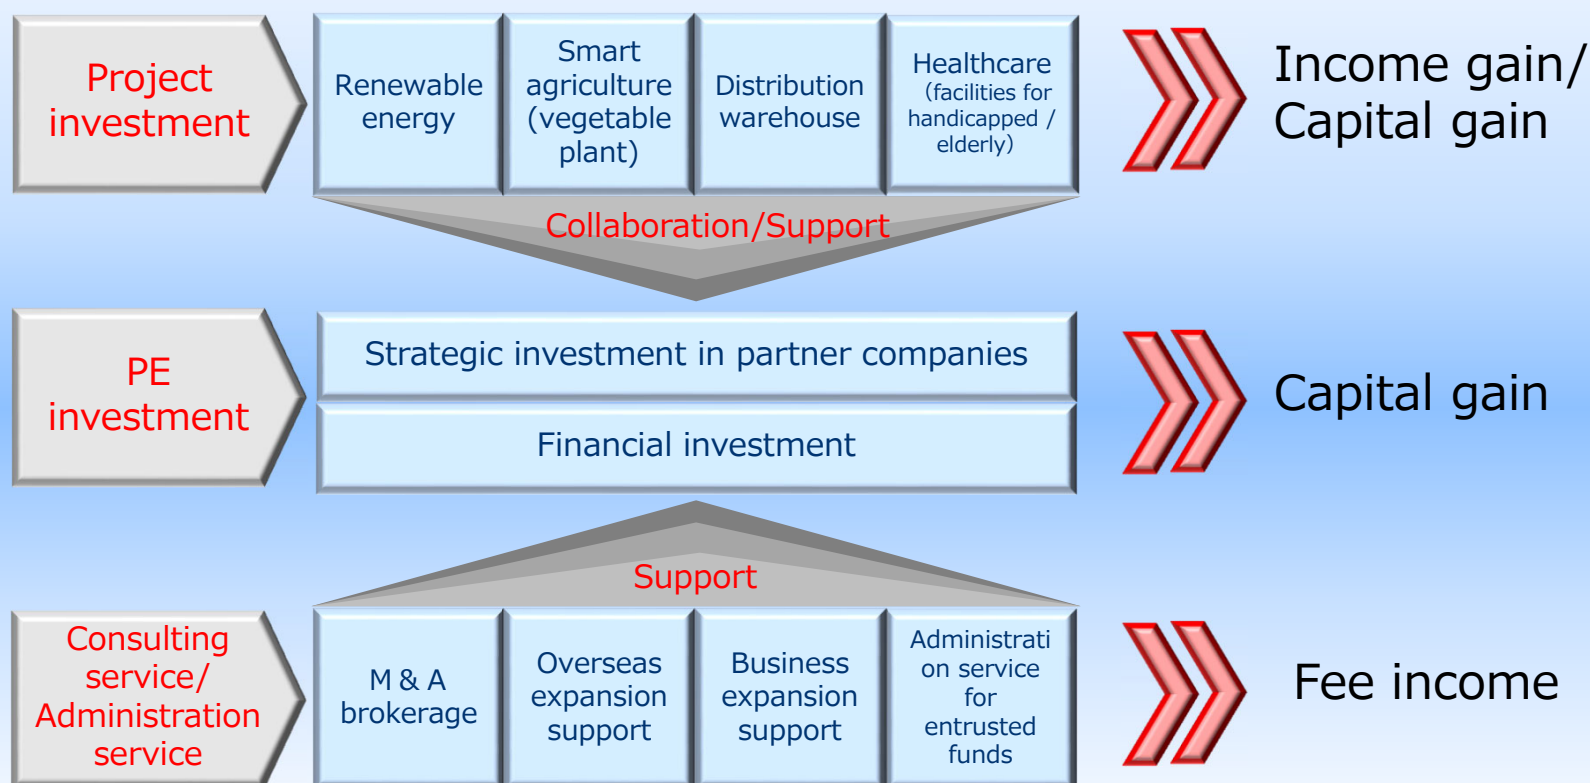 Project
investment
Renewable
energy
Smart
agriculture
(vegetable
plant)
Distribution
warehouse
Healthcare
（facilities for
handicapped /
elderly）
Income gain/
Capital gain
Collaboration/Support
PE
investment
Strategic investment in partner companies
Financial investment
Capital gain
Support
Consulting
service/
Administration
service
M & A
brokerage
Overseas
expansion
support
Business
expansion
support
Administrati
on service
for
entrusted
funds
Fee income